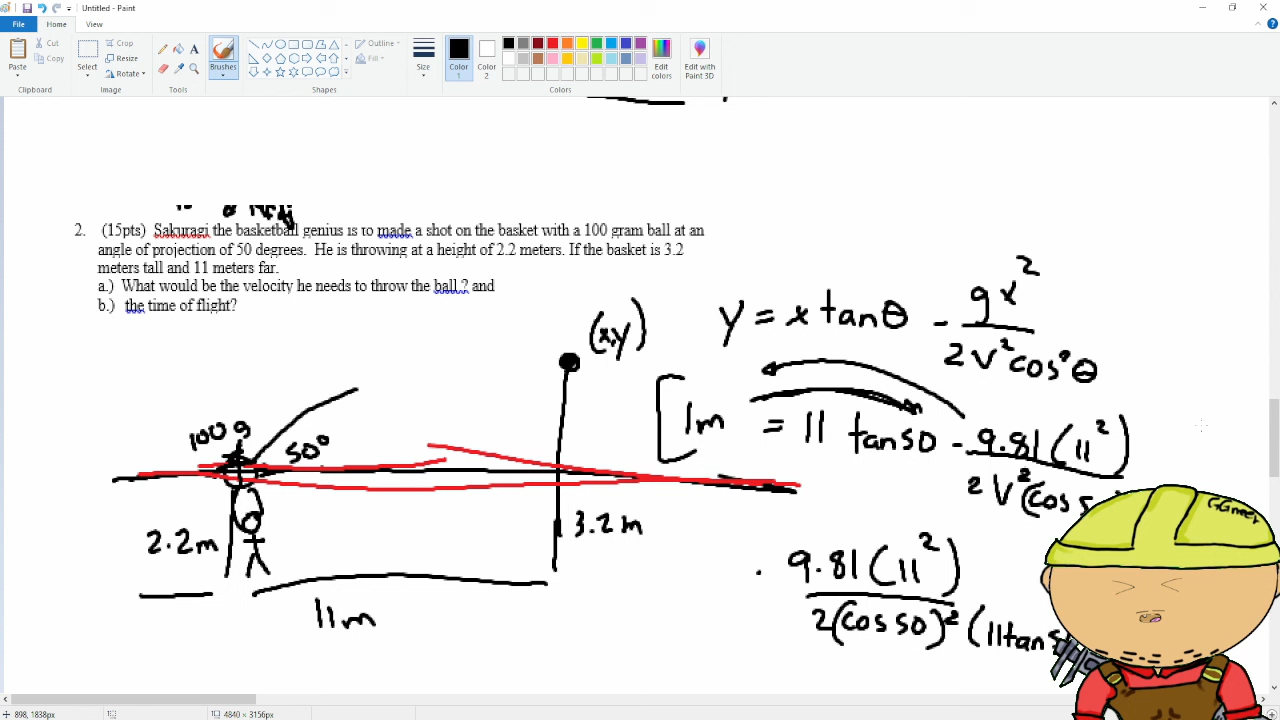 Untitled - Paint
File Home View
Paste Cut Copy Select Crop Resize Rotate Brushes Outline Fill Size Color 1 Color 2 Edit colors Edit with Paint 3D
Clipboard Image Tools Shapes Colors
2. (15pts) Sakuragi the basketball genius is to made a shot on the basket with a 100 gram ball at an
angle of projection of 50 degrees. He is throwing at a height of 2.2 meters. If the basket is 3.2
meters tall and 11 meters far.
a.) What would be the velocity he needs to throw the ball ? and
b.) the time of flight?
(x,y)
y = x tanθ - gx² / 2V²cos²θ
100g 50°
1m = 11 tan50 - 9.81(11²) / 2V²(cos
2.2m 3.2m
11m
9.81(11²) / 2(cos50)² (11tan
GGineer
898, 1838px 4840 × 3156px